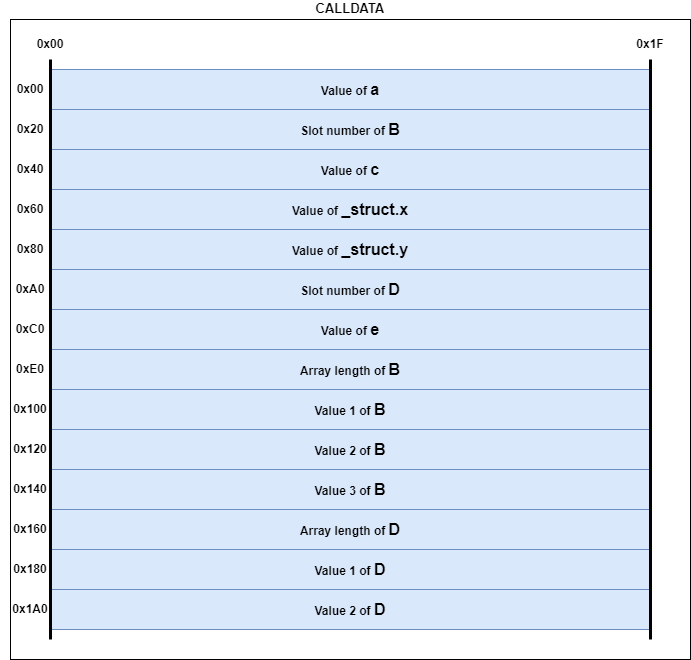 CALLDATA
0x00 0x1F
0x00 Value of a
0x20 Slot number of B
0x40 Value of c
0x60 Value of _struct.x
0x80 Value of _struct.y
0xA0 Slot number of D
0xC0 Value of e
0xE0 Array length of B
0x100 Value 1 of B
0x120 Value 2 of B
0x140 Value 3 of B
0x160 Array length of D
0x180 Value 1 of D
0x1A0 Value 2 of D